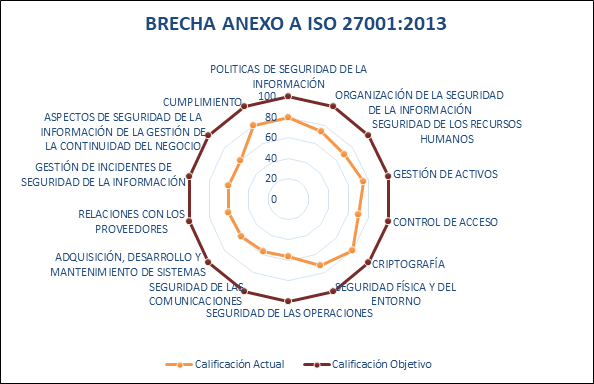 BRECHA ANEXO A ISO 27001:2013
POLITICAS DE SEGURIDAD DE LA
INFORMACIÓN
ORGANIZACIÓN DE LA SEGURIDAD
DE LA INFORMACIÓN
SEGURIDAD DE LOS RECURSOS
HUMANOS
GESTIÓN DE ACTIVOS
CONTROL DE ACCESO
CRIPTOGRAFÍA
SEGURIDAD FÍSICA Y DEL
ENTORNO
SEGURIDAD DE LAS OPERACIONES
SEGURIDAD DE LAS
COMUNICACIONES
ADQUISICIÓN, DESARROLLO Y
MANTENIMIENTO DE SISTEMAS
RELACIONES CON LOS
PROVEEDORES
GESTIÓN DE INCIDENTES DE
SEGURIDAD DE LA INFORMACIÓN
ASPECTOS DE SEGURIDAD DE LA
INFORMACIÓN DE LA GESTIÓN DE
LA CONTINUIDAD DEL NEGOCIO
CUMPLIMIENTO
100
80
60
40
20
0
Calificación Actual
Calificación Objetivo